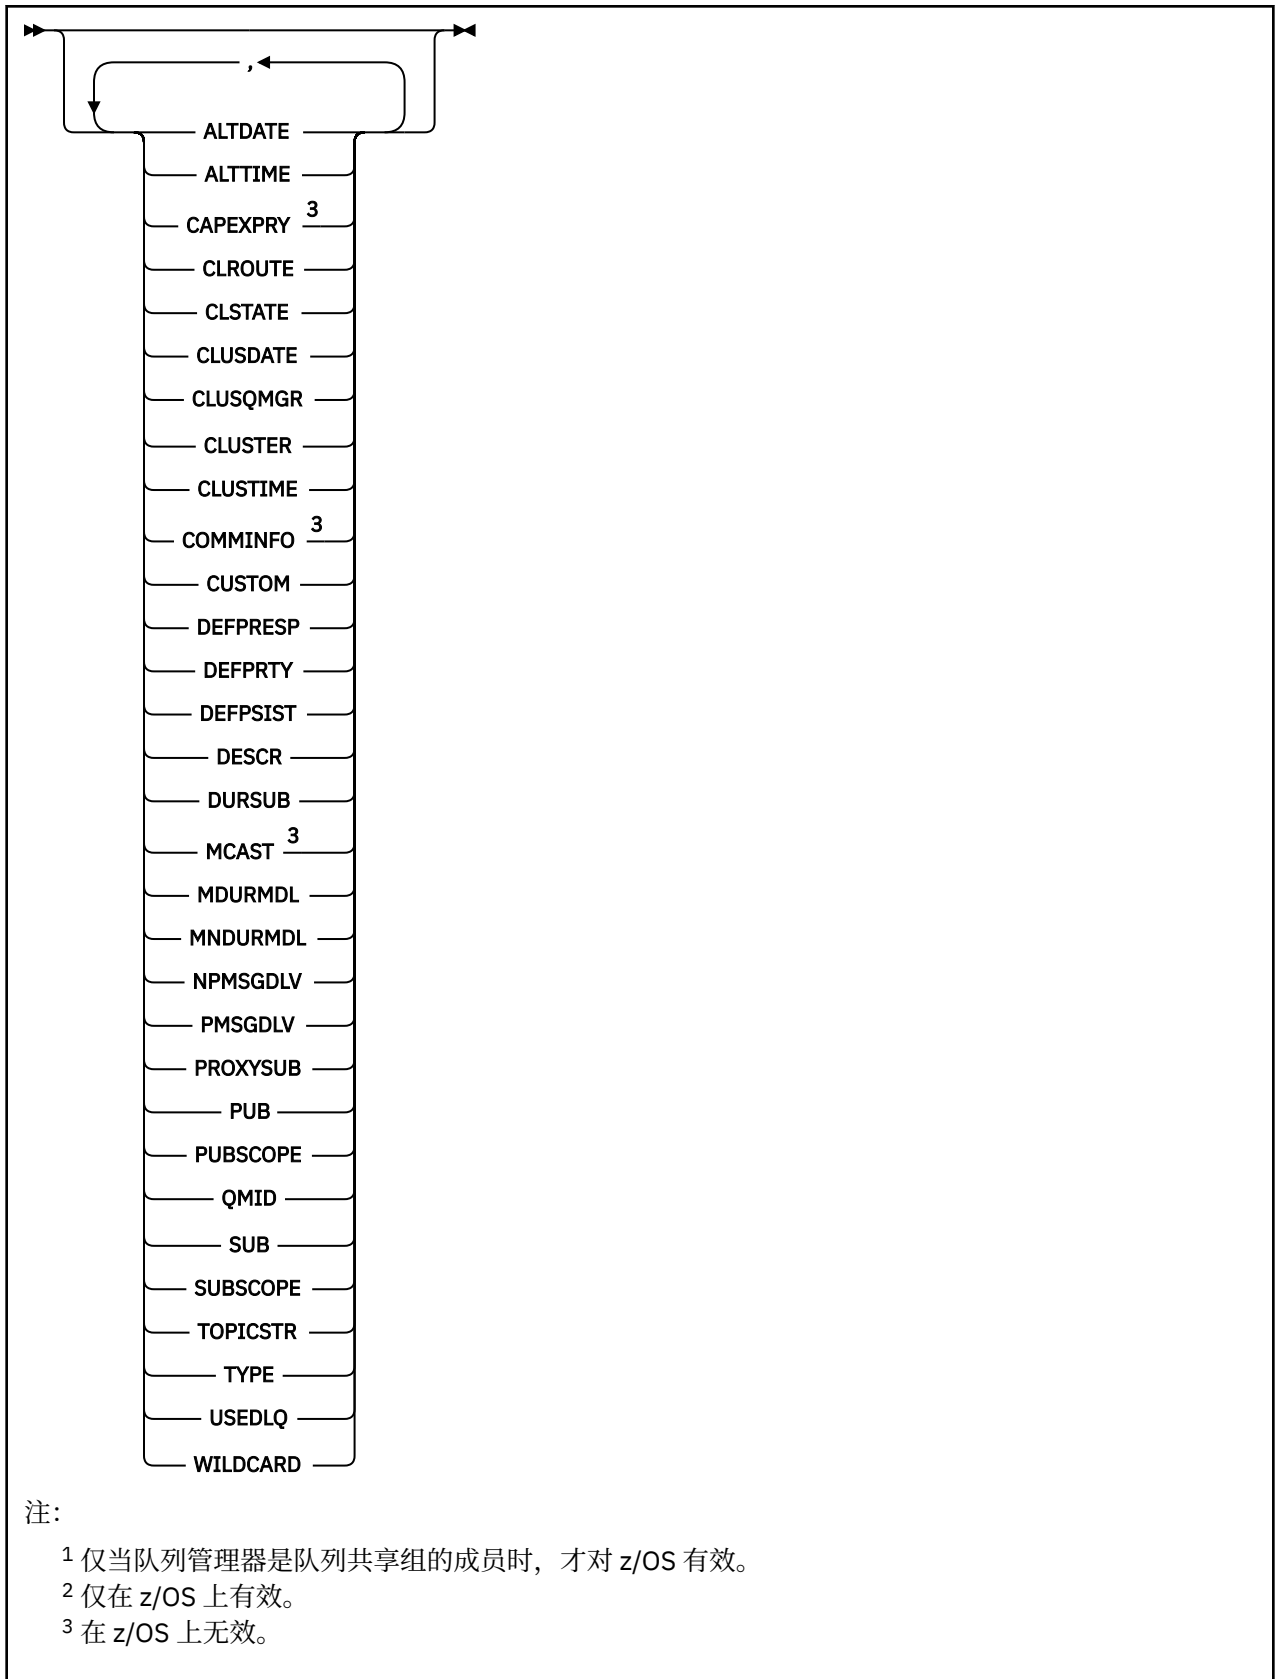 ,
ALTDATE
ALTTIME
CAPEXPRY 3
CLROUTE
CLSTATE
CLUSDATE
CLUSQMGR
CLUSTER
CLUSTIME
COMMINFO 3
CUSTOM
DEFPRESP
DEFPRTY
DEFPSIST
DESCR
DURSUB
MCAST 3
MDURMDL
MNDURMDL
NPMSGDLV
PMSGDLV
PROXYSUB
PUB
PUBSCOPE
QMID
SUB
SUBSCOPE
TOPICSTR
TYPE
USEDLQ
WILDCARD
注：
1 仅当队列管理器是队列共享组的成员时，才对 z/OS 有效。
2 仅在 z/OS 上有效。
3 在 z/OS 上无效。